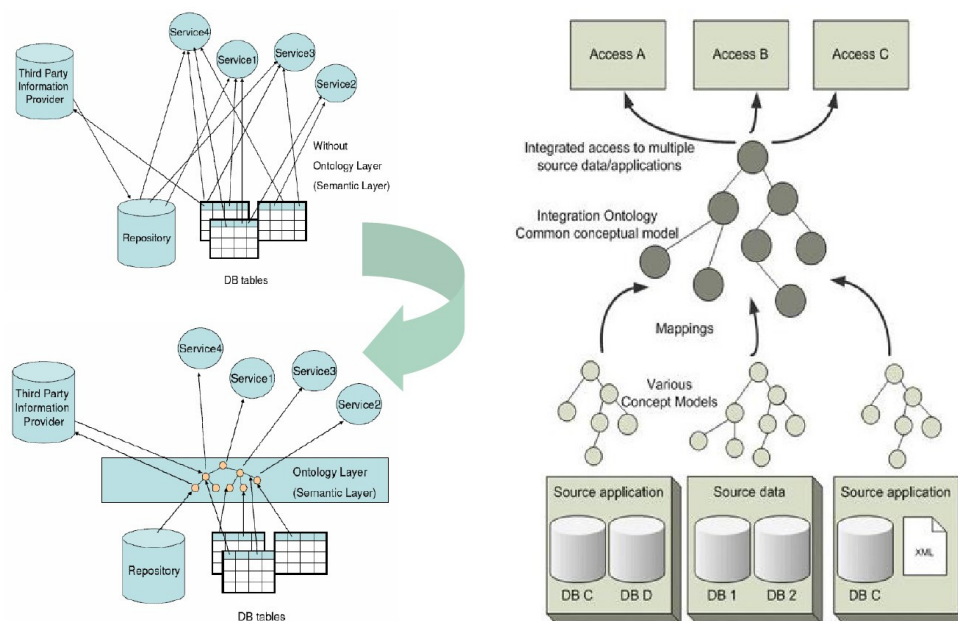 Service4
Service1
Service3
Service2
Third Party
Information
Provider
Without
Ontology Layer
(Semantic Layer)
Repository
DB tables
Service4
Service1
Service3
Service2
Third Party
Information
Provider
Ontology Layer
(Semantic Layer)
Repository
DB tables
Access A
Access B
Access C
Integrated access to multiple
source data/applications
Integration Ontology
Common conceptual model
Mappings
Various
Concept Models
Source application
DB C
DB D
Source data
DB 1
DB 2
Source application
DB C
XML